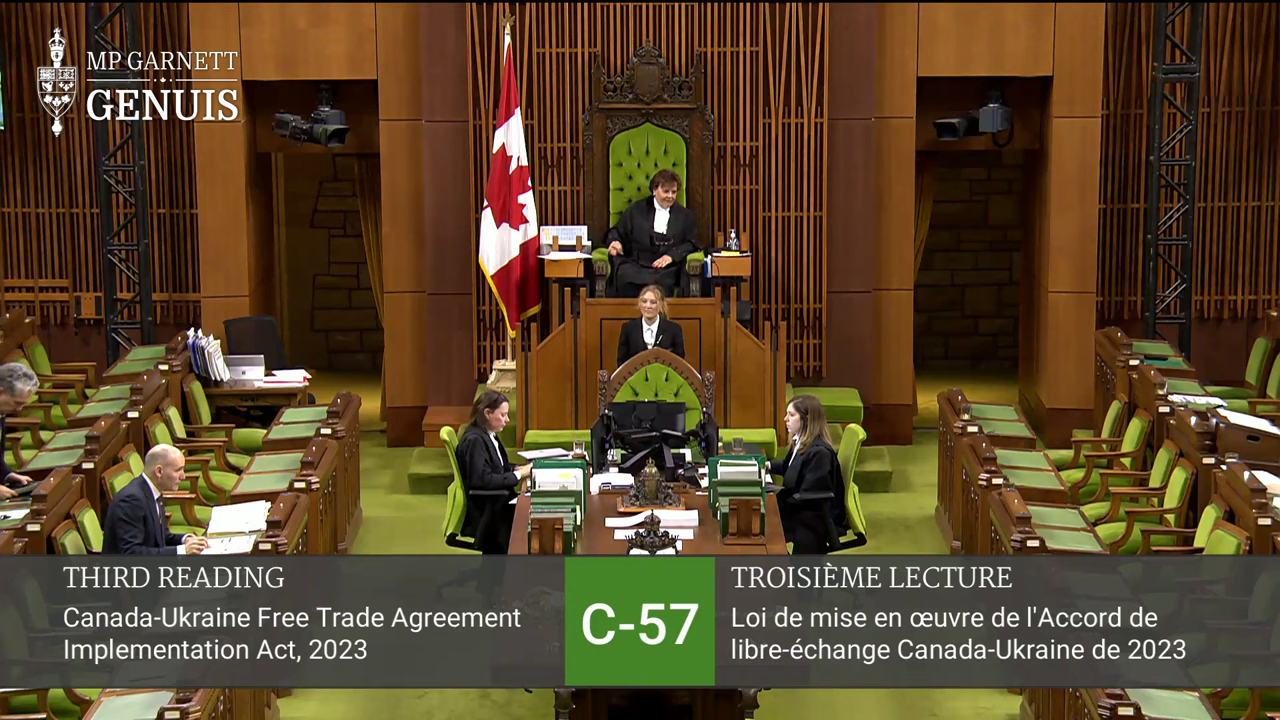 MP GARNETT
GENUIS
THIRD READING
Canada-Ukraine Free Trade Agreement
Implementation Act, 2023
C-57
TROISIÈME LECTURE
Loi de mise en œuvre de l'Accord de
libre-échange Canada-Ukraine de 2023